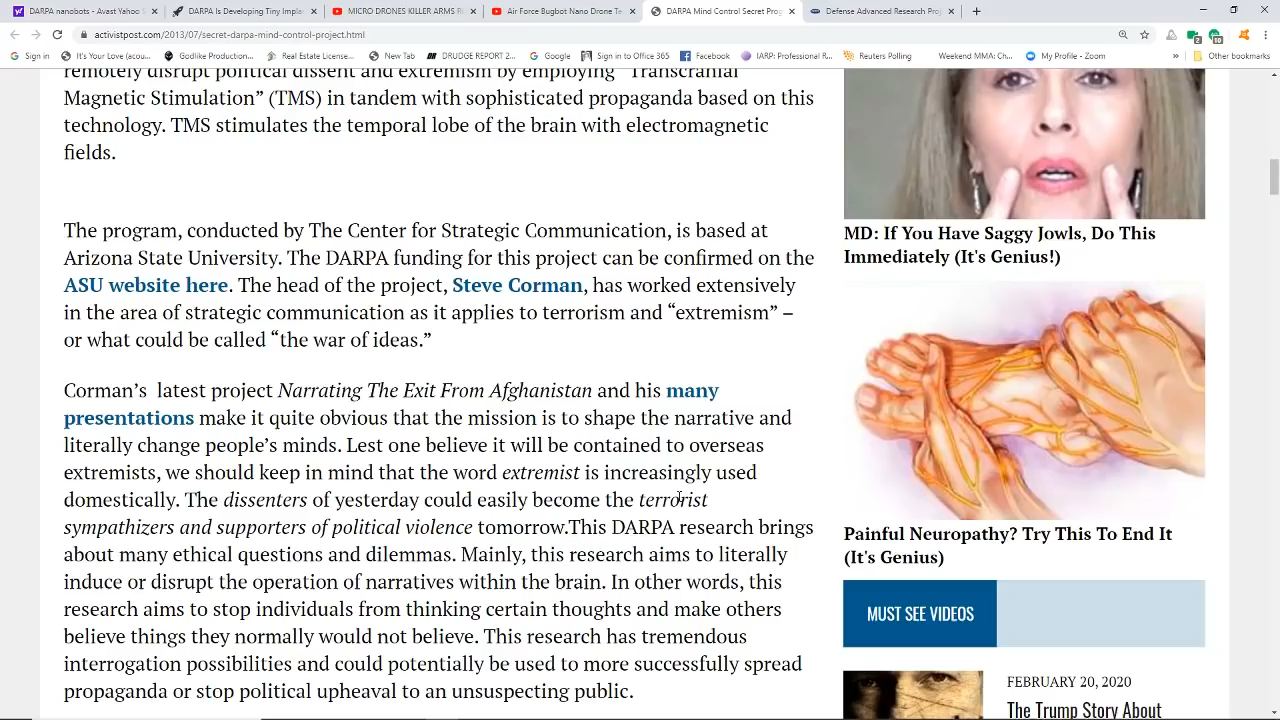 DARPA nanobots - Avast Yahoo S
DARPA Is Developing Tiny Implan
MICRO DRONES KILLER ARMS R
Air Force Bugbot Nano Drone Te
DARPA Mind Control Secret Prog
Defense Advanced Research Proj
activistpost.com/2013/07/secret-darpa-mind-control-project.html
Sign in
It's Your Love (acou...
Godlike Production...
Real Estate License...
New Tab
DRUDGE REPORT 2...
Google
Sign in to Office 365
Facebook
IARP: Professional R...
Reuters Polling
Weekend MMA: Ch...
My Profile - Zoom
»
Other bookmarks
remotely disrupt political dissent and extremism by employing “Transcranial
Magnetic Stimulation” (TMS) in tandem with sophisticated propaganda based on this
technology. TMS stimulates the temporal lobe of the brain with electromagnetic
fields.
The program, conducted by The Center for Strategic Communication, is based at
Arizona State University. The DARPA funding for this project can be confirmed on the
ASU website here. The head of the project, Steve Corman, has worked extensively
in the area of strategic communication as it applies to terrorism and “extremism” –
or what could be called “the war of ideas.”
Corman’s latest project Narrating The Exit From Afghanistan and his many
presentations make it quite obvious that the mission is to shape the narrative and
literally change people’s minds. Lest one believe it will be contained to overseas
extremists, we should keep in mind that the word extremist is increasingly used
domestically. The dissenters of yesterday could easily become the terrorist
sympathizers and supporters of political violence tomorrow.This DARPA research brings
about many ethical questions and dilemmas. Mainly, this research aims to literally
induce or disrupt the operation of narratives within the brain. In other words, this
research aims to stop individuals from thinking certain thoughts and make others
believe things they normally would not believe. This research has tremendous
interrogation possibilities and could potentially be used to more successfully spread
propaganda or stop political upheaval to an unsuspecting public.
MD: If You Have Saggy Jowls, Do This
Immediately (It's Genius!)
Painful Neuropathy? Try This To End It
(It's Genius)
MUST SEE VIDEOS
FEBRUARY 20, 2020
The Trump Story About